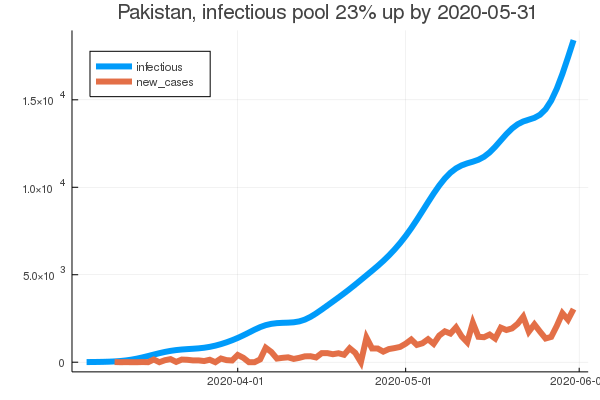 Pakistan, infectious pool 23% up by 2020-05-31
infectious
new_cases
1.5×10 4
1.0×10 4
5.0×10 3
0
2020-04-01 2020-05-01 2020-06-0